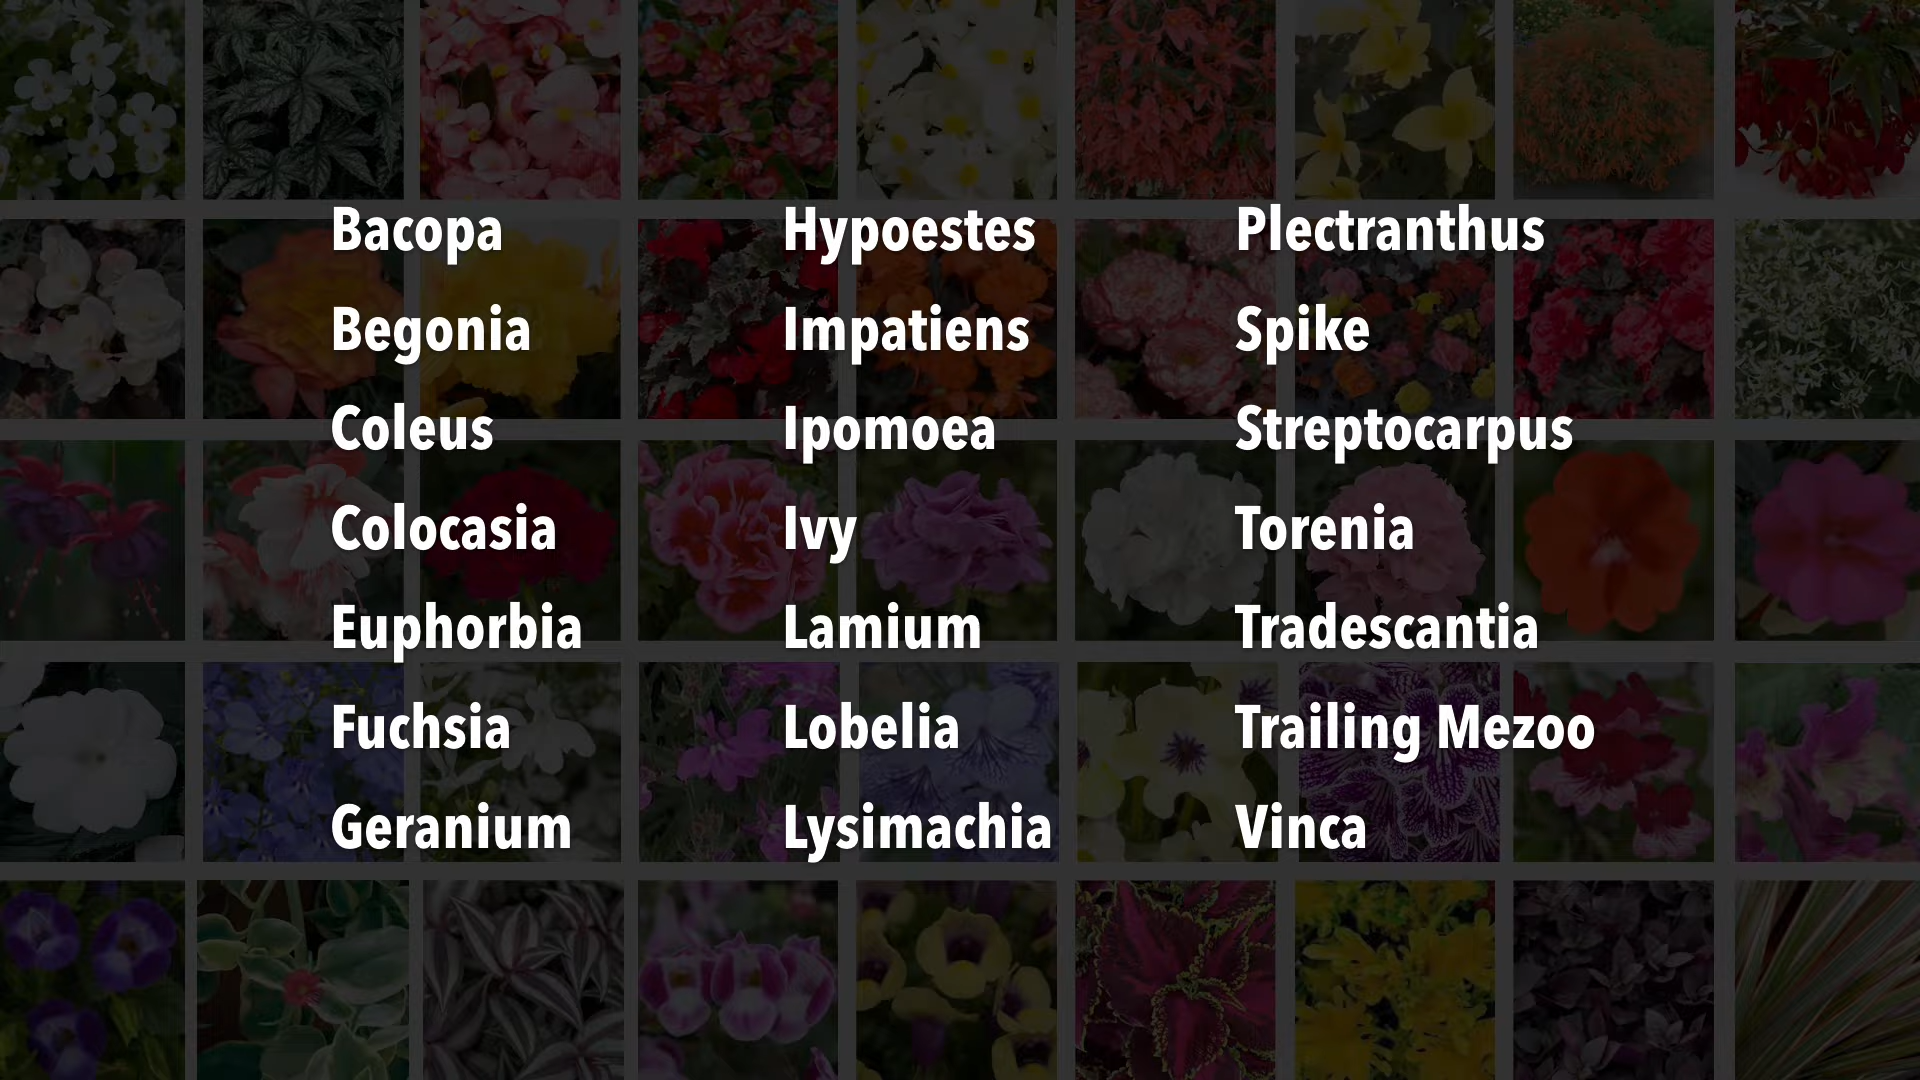 Bacopa
Begonia
Coleus
Colocasia
Euphorbia
Fuchsia
Geranium
Hypoestes
Impatiens
Ipomoea
Ivy
Lamium
Lobelia
Lysimachia
Plectranthus
Spike
Streptocarpus
Torenia
Tradescantia
Trailing Mezoo
Vinca